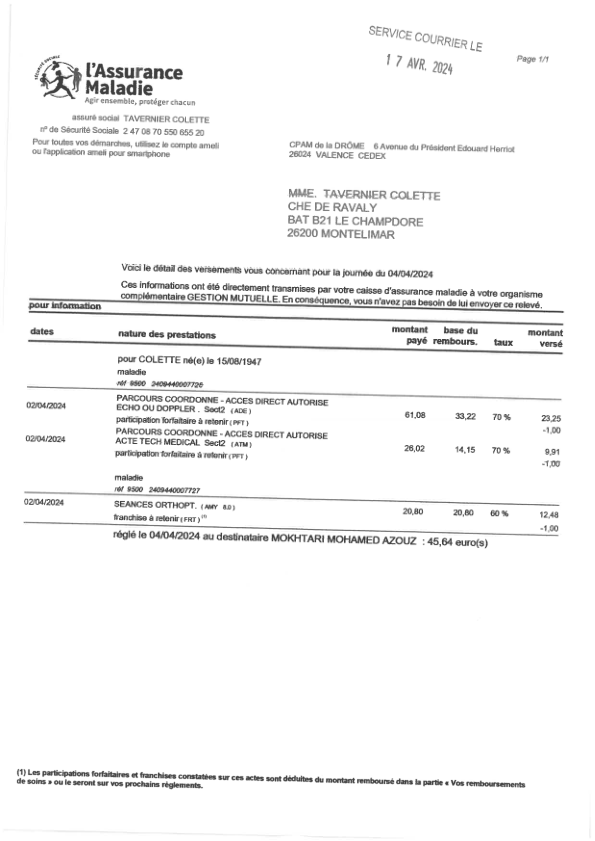 SERVICE COURRIER LE
17 AVR. 2024
Page 1/1
SÉCURITÉ SOCIALE
l'Assurance
Maladie
Agir ensemble, protéger chacun
assuré social TAVERNIER COLETTE
n° de Sécurité Sociale 2 47 08 70 550 655 20
Pour toutes vos démarches, utilisez le compte ameli
ou l'application ameli pour smartphone
CPAM de la DRÔME 6 Avenue du Président Edouard Herriot
26024 VALENCE CEDEX
MME. TAVERNIER COLETTE
CHE DE RAVALY
BAT B21 LE CHAMPDORE
26200 MONTELIMAR
Voici le détail des versements vous concernant pour la journée du 04/04/2024
Ces informations ont été directement transmises par votre caisse d'assurance maladie à votre organisme
complémentaire GESTION MUTUELLE. En conséquence, vous n'avez pas besoin de lui envoyer ce relevé.
pour information
dates nature des prestations montant payé base du rembours. taux montant versé
pour COLETTE né(e) le 15/08/1947
maladie
réf 9500 2409440007726
02/04/2024 PARCOURS COORDONNE - ACCES DIRECT AUTORISE
ECHO OU DOPPLER . Sect2 (ADE) 61,08 33,22 70 % 23,25
participation forfaitaire à retenir (PFT) -1,00
02/04/2024 PARCOURS COORDONNE - ACCES DIRECT AUTORISE
ACTE TECH MEDICAL Sect2 (ATM) 26,02 14,15 70 % 9,91
participation forfaitaire à retenir (PFT) -1,00
maladie
réf 9500 2409440007727
02/04/2024 SEANCES ORTHOPT. (AMY 8.0) 20,80 20,80 60 % 12,48
franchise à retenir (FRT) (1) -1,00
réglé le 04/04/2024 au destinataire MOKHTARI MOHAMED AZOUZ : 45,64 euro(s)
(1) Les participations forfaitaires et franchises constatées sur ces actes sont déduites du montant remboursé dans la partie « Vos remboursements
de soins » ou le seront sur vos prochains règlements.